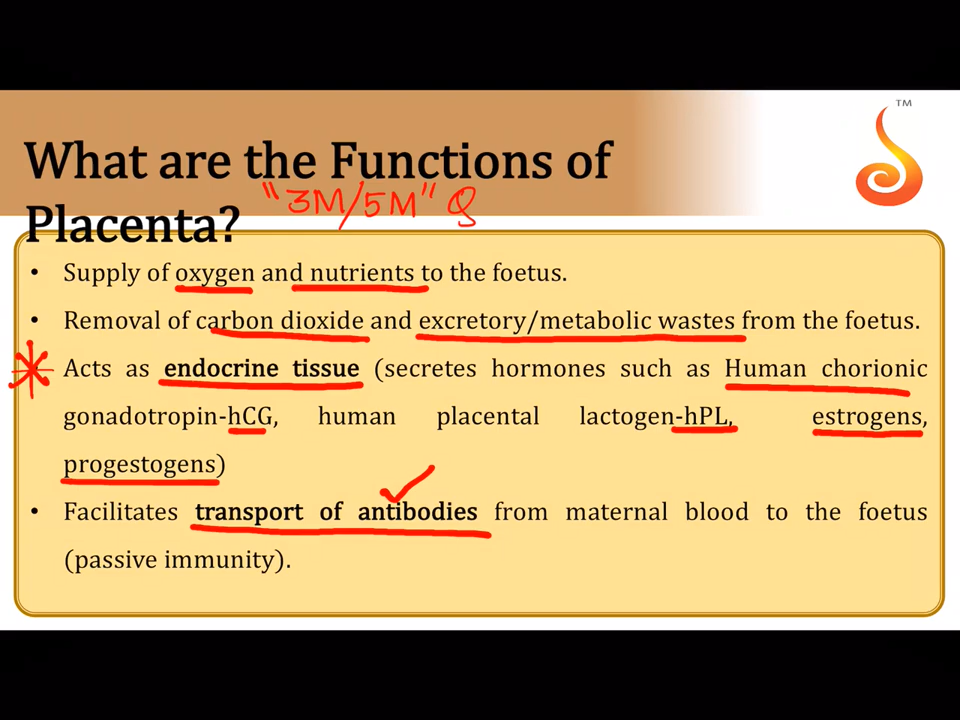 TM
What are the Functions of
Placenta? "3M/5M" Q
• Supply of oxygen and nutrients to the foetus.
• Removal of carbon dioxide and excretory/metabolic wastes from the foetus.
• Acts as endocrine tissue (secretes hormones such as Human chorionic
gonadotropin-hCG, human placental lactogen-hPL, estrogens,
progestogens)
• Facilitates transport of antibodies from maternal blood to the foetus
(passive immunity).